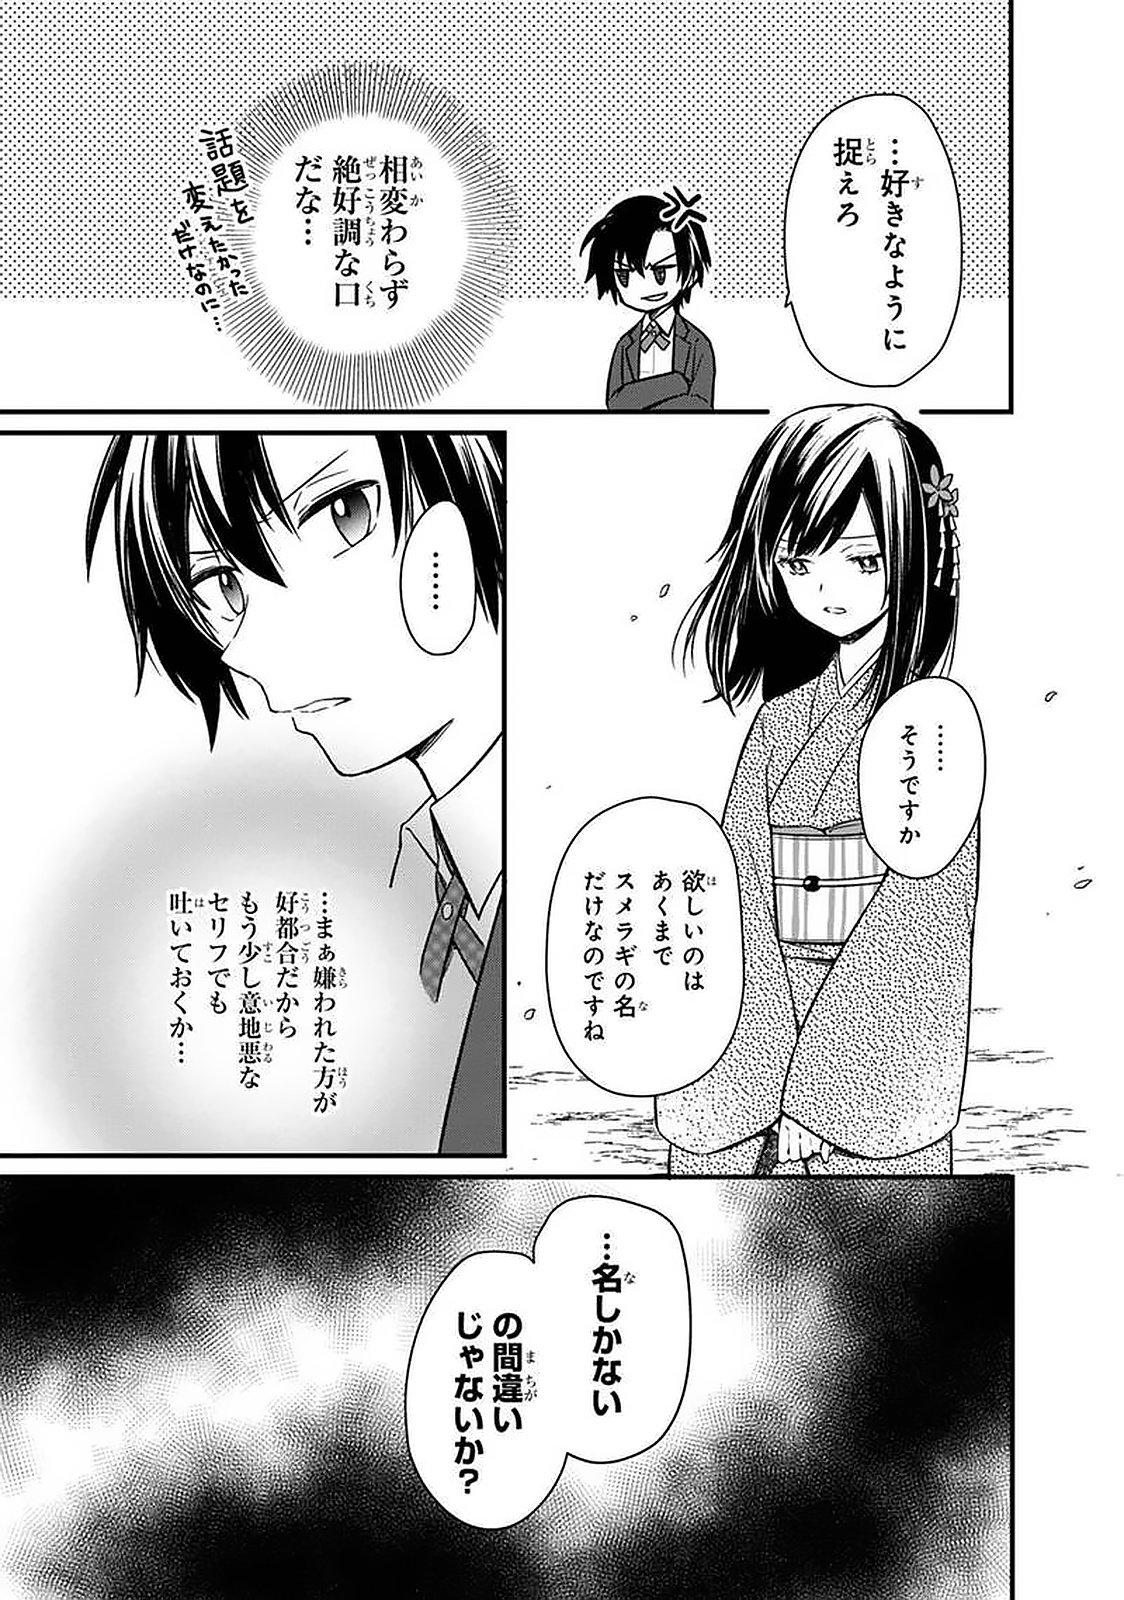 …好きなように
捉えろ
相変わらず
絶好調な口
だな…
話題を
変えたかった
だけなのに…
……
そうですか
欲しいのは
あくまで
スメラギの名
だけなのですね
……
…まぁ嫌われた方が
好都合だから
もう少し意地悪な
セリフでも
吐いておくか…
…名しかない
の間違い
じゃないか?